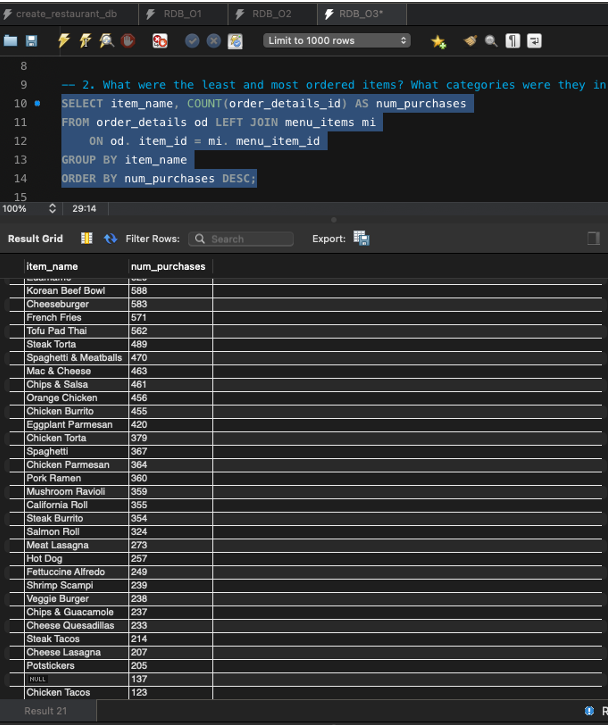 create_restaurant_db RDB_01 RDB_02 RDB_03*
Limit to 1000 rows
8
9 -- 2. What were the least and most ordered items? What categories were they in
10 SELECT item_name, COUNT(order_details_id) AS num_purchases
11 FROM order_details od LEFT JOIN menu_items mi
12 ON od. item_id = mi. menu_item_id
13 GROUP BY item_name
14 ORDER BY num_purchases DESC;
15
100% 29:14
Result Grid Filter Rows: Search Export:
item_name num_purchases
Korean Beef Bowl 588
Cheeseburger 583
French Fries 571
Tofu Pad Thai 562
Steak Torta 489
Spaghetti & Meatballs 470
Mac & Cheese 463
Chips & Salsa 461
Orange Chicken 456
Chicken Burrito 455
Eggplant Parmesan 420
Chicken Torta 379
Spaghetti 367
Chicken Parmesan 364
Pork Ramen 360
Mushroom Ravioli 359
California Roll 355
Steak Burrito 354
Salmon Roll 324
Meat Lasagna 273
Hot Dog 257
Fettuccine Alfredo 249
Shrimp Scampi 239
Veggie Burger 238
Chips & Guacamole 237
Cheese Quesadillas 233
Steak Tacos 214
Cheese Lasagna 207
Potstickers 205
NULL 137
Chicken Tacos 123
Result 21 R